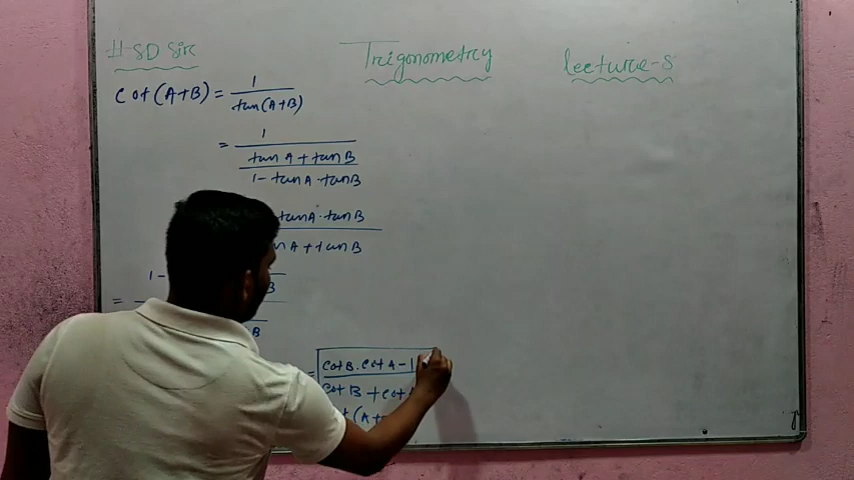 #SD Sir
Trigonometry
lecture-5
cot(A+B) = 1
tan(A+B)
= 1
tan A + tan B
1 - tan A · tan B
tan A · tan B
A + tan B
1 -
B
=
B
= cot B . cot A - 1
cot B + cot
(A+